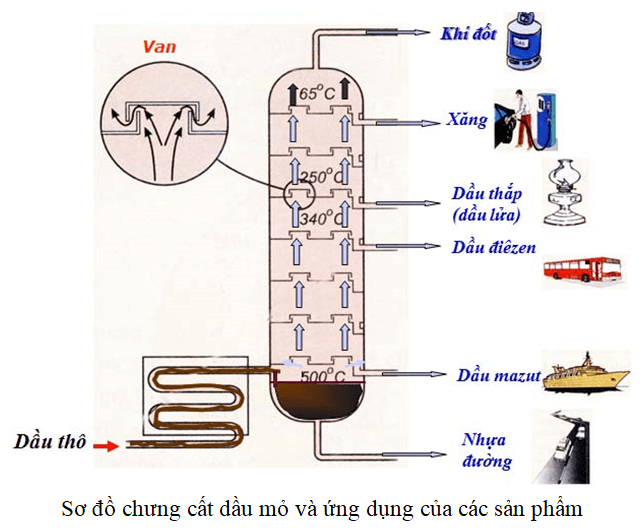 Khí đốt
Van
65°C
Xăng
250°C
Dầu thắp
(dầu lửa)
340°C
Dầu điêzen
500°C
Dầu mazut
Dầu thô
Nhựa
đường
Sơ đồ chưng cất dầu mỏ và ứng dụng của các sản phẩm